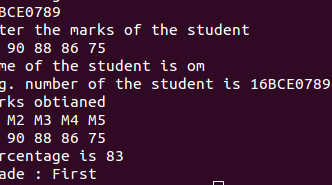 BCE0789
ter the marks of the student
90 88 86 75
me of the student is om
g. number of the student is 16BCE0789
rks obtianed
M2 M3 M4 M5
90 88 86 75
rcentage is 83
ade : First